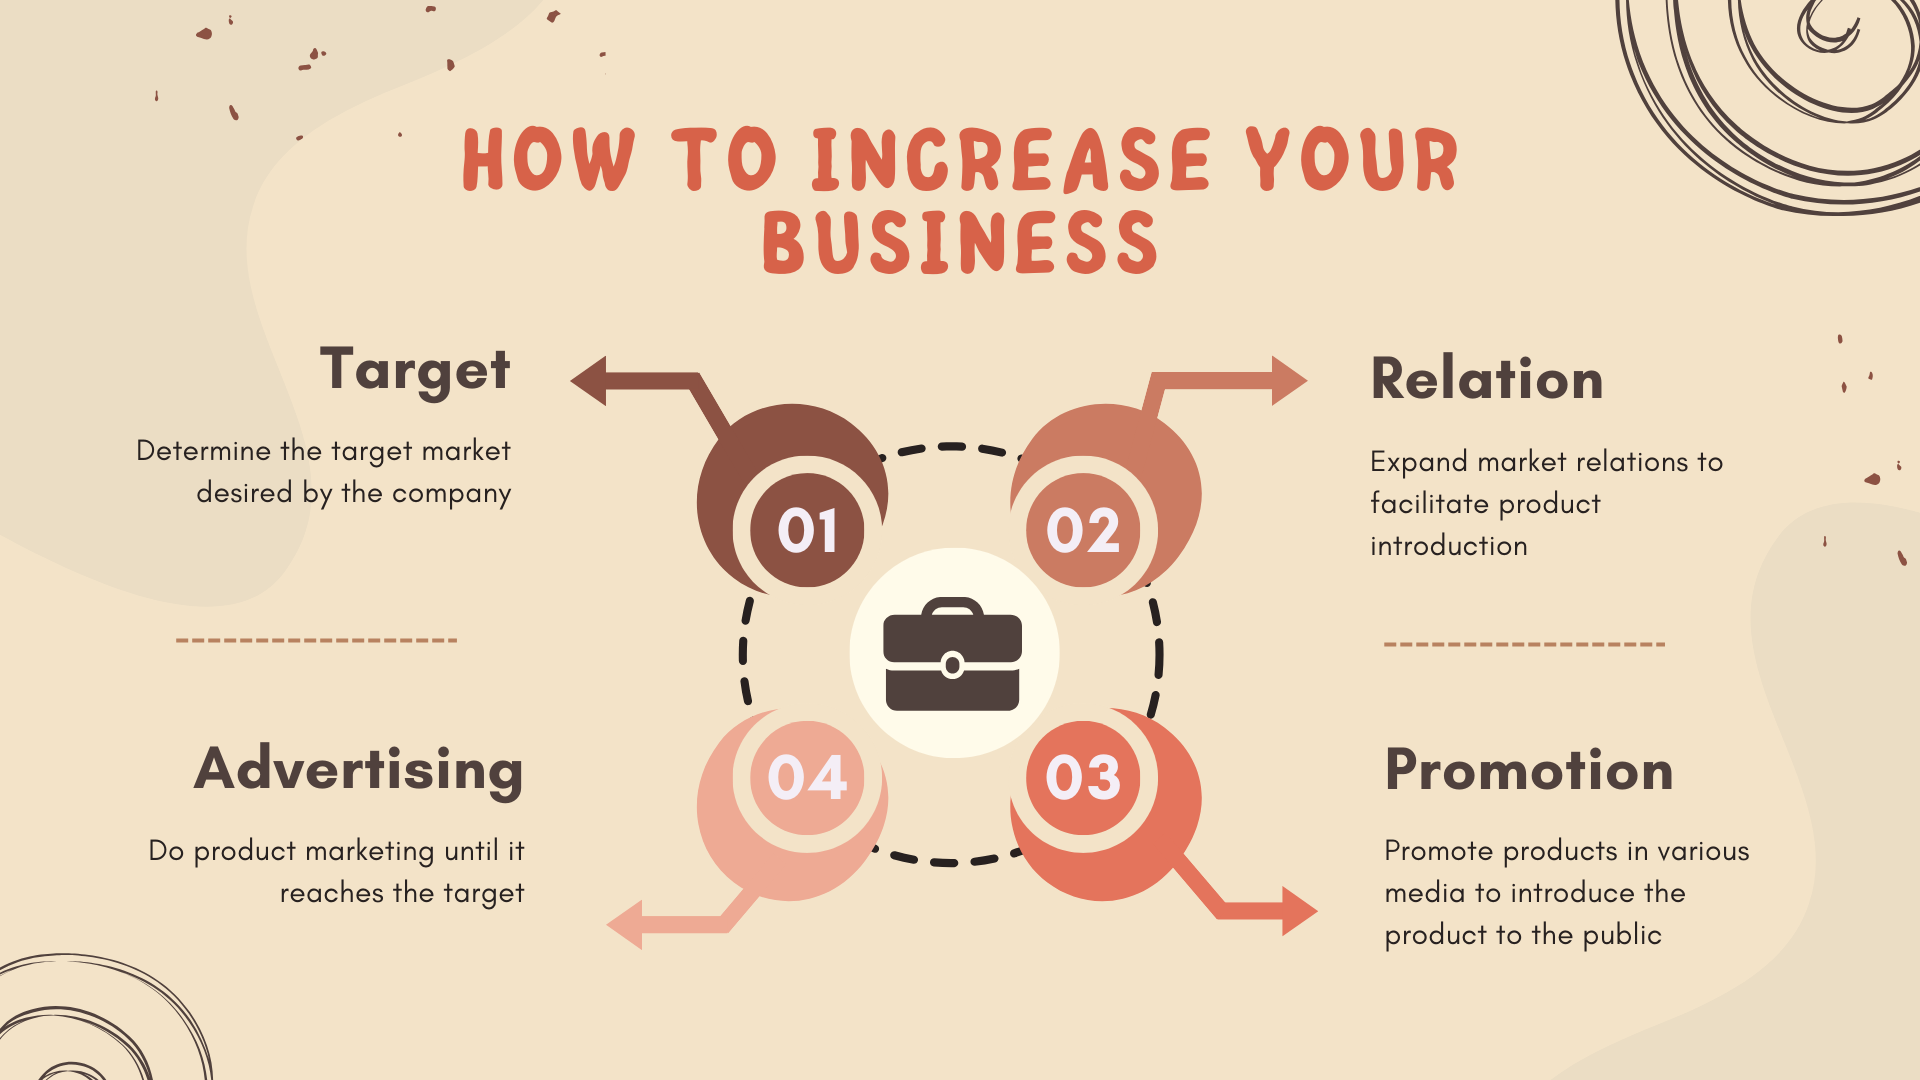 HOW TO INCREASE YOUR
BUSINESS
Target
Determine the target market
desired by the company
01
02
Relation
Expand market relations to
facilitate product
introduction
Advertising
Do product marketing until it
reaches the target
04
03
Promotion
Promote products in various
media to introduce the
product to the public